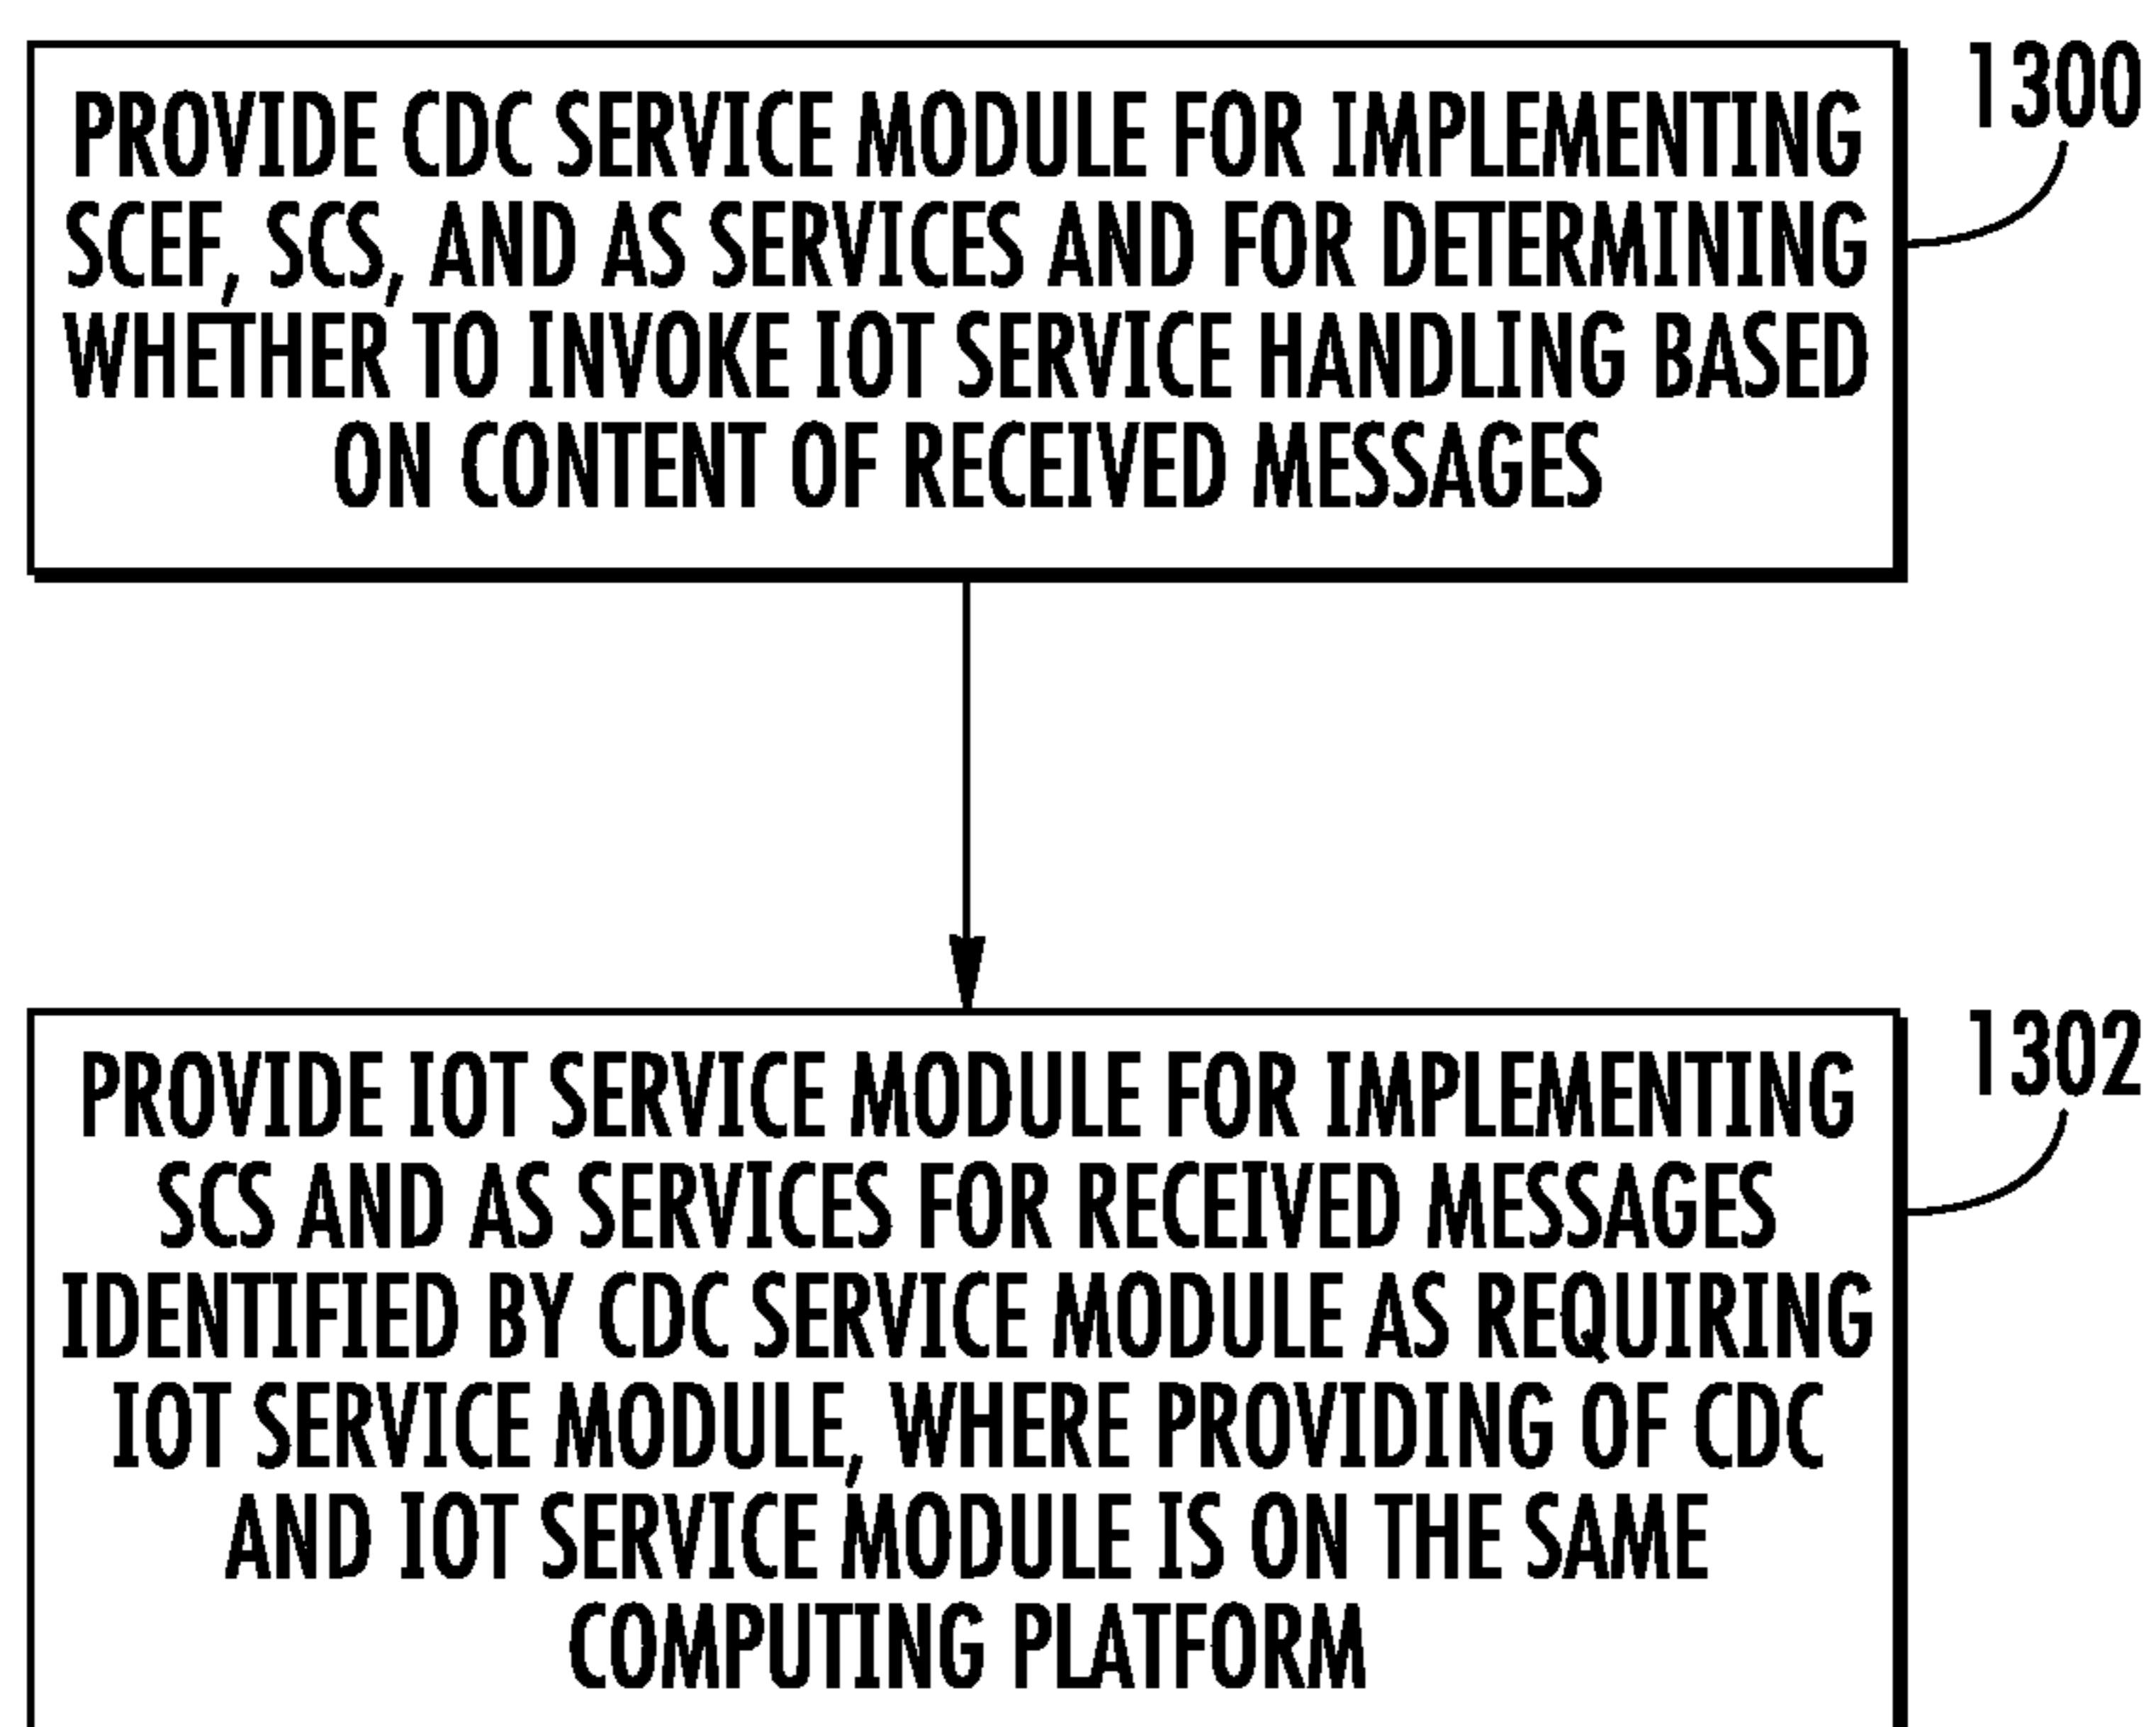 PROVIDE CDC SERVICE MODULE FOR IMPLEMENTING
SCEF, SCS, AND AS SERVICES AND FOR DETERMINING
WHETHER TO INVOKE IOT SERVICE HANDLING BASED
ON CONTENT OF RECEIVED MESSAGES
1300
PROVIDE IOT SERVICE MODULE FOR IMPLEMENTING
SCS AND AS SERVICES FOR RECEIVED MESSAGES
IDENTIFIED BY CDC SERVICE MODULE AS REQUIRING
IOT SERVICE MODULE, WHERE PROVIDING OF CDC
AND IOT SERVICE MODULE IS ON THE SAME
COMPUTING PLATFORM
1302